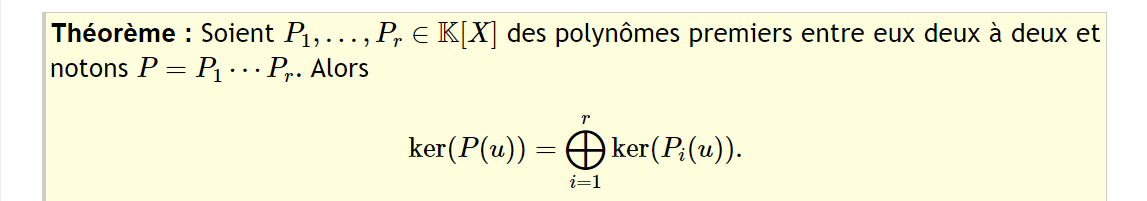 Théorème : Soient P₁, …, Pᵣ ∈ 𝕂[X] des polynômes premiers entre eux deux à deux et
notons P = P₁ ⋯ Pᵣ. Alors
ker(P(u)) = ⨁ᵢ₌₁ʳ ker(Pᵢ(u)).